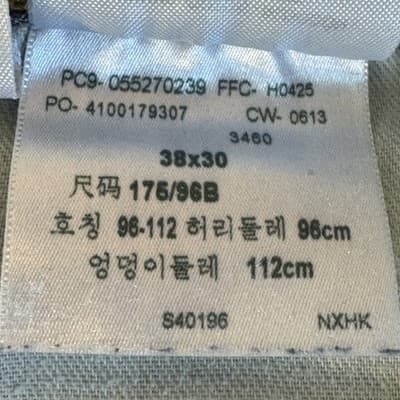 PC9- 055270239 FFC- H0425
PO- 4100179307 CW- 0613
3460
38x30
尺码 175/96B
호칭 96-112 허리둘레 96cm
엉덩이둘레 112cm
S40196 NXHK